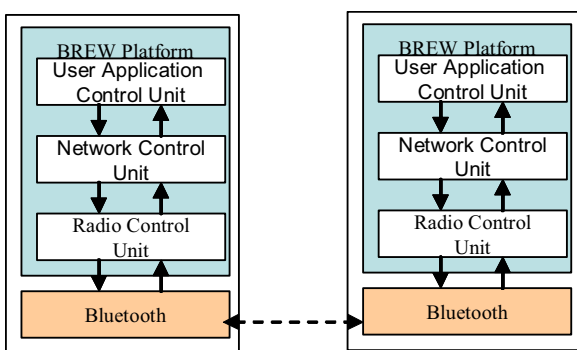 BREW Platform
User Application
Control Unit
Network Control
Unit
Radio Control
Unit
Bluetooth
BREW Platform
User Application
Control Unit
Network Control
Unit
Radio Control
Unit
Bluetooth